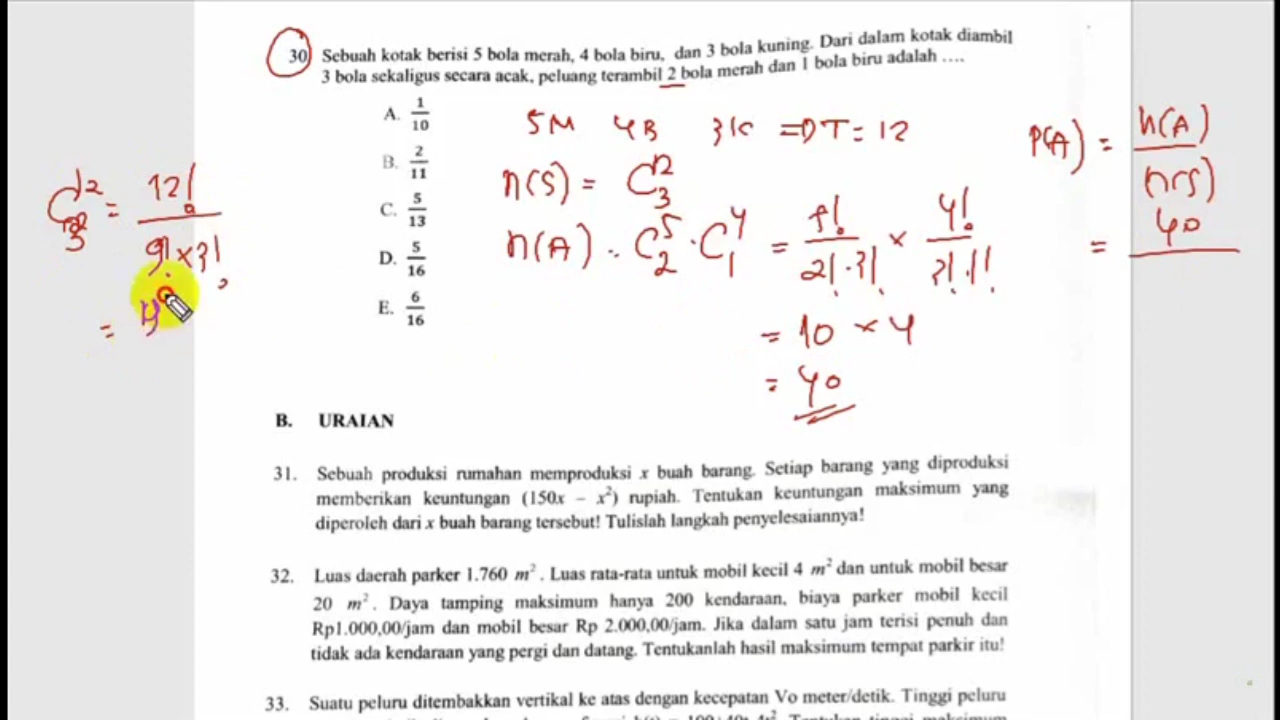 30 Sebuah kotak berisi 5 bola merah, 4 bola biru, dan 3 bola kuning. Dari dalam kotak diambil
3 bola sekaligus secara acak, peluang terambil 2 bola merah dan 1 bola biru adalah ....
A. 1/10
B. 2/11
C. 5/13
D. 5/16
E. 6/16
5M 4B 3K => T = 12
n(S) = C 12 3
n(A) = C 5 2 · C 4 1 = 5!/2!·3! × 4!/3!·1!
= 10 × 4
= 40
P(A) = n(A)/n(S)
= 40
C 12 3 = 12!/9!×3!
=
B. URAIAN
31. Sebuah produksi rumahan memproduksi x buah barang. Setiap barang yang diproduksi
memberikan keuntungan (150x – x²) rupiah. Tentukan keuntungan maksimum yang
diperoleh dari x buah barang tersebut! Tulislah langkah penyelesaiannya!
32. Luas daerah parker 1.760 m². Luas rata-rata untuk mobil kecil 4 m² dan untuk mobil besar
20 m². Daya tamping maksimum hanya 200 kendaraan, biaya parker mobil kecil
Rp1.000,00/jam dan mobil besar Rp 2.000,00/jam. Jika dalam satu jam terisi penuh dan
tidak ada kendaraan yang pergi dan datang. Tentukanlah hasil maksimum tempat parkir itu!
33. Suatu peluru ditembakkan vertikal ke atas dengan kecepatan Vo meter/detik. Tinggi peluru